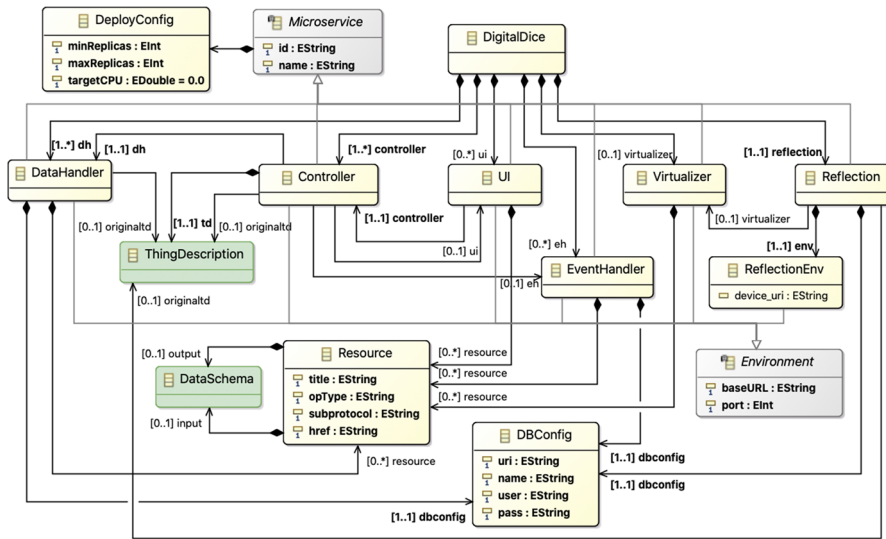 DeployConfig
minReplicas : EInt
maxReplicas : EInt
targetCPU : EDouble = 0.0
Microservice
id : EString
name : EString
DigitalDice
[1..*] dh
[1..1] dh
[1..*] controller
[0..*] ui
[0..1] virtualizer
[1..1] reflection
DataHandler
Controller
UI
Virtualizer
Reflection
[0..1] originaltd
[1..1] td
[0..1] originaltd
[1..1] controller
[0..1] ui
[0..1] virtualizer
[0..*] eh
[1..1] env
ThingDescription
EventHandler
[0..1] eh
ReflectionEnv
device_uri : EString
[0..1] originaltd
Environment
baseURL : EString
port : EInt
[0..1] output
DataSchema
[0..1] input
Resource
title : EString
opType : EString
subprotocol : EString
href : EString
[0..*] resource
[0..*] resource
[0..*] resource
[0..*] resource
DBConfig
uri : EString
name : EString
user : EString
pass : EString
[1..1] dbconfig
[1..1] dbconfig
[1..1] dbconfig